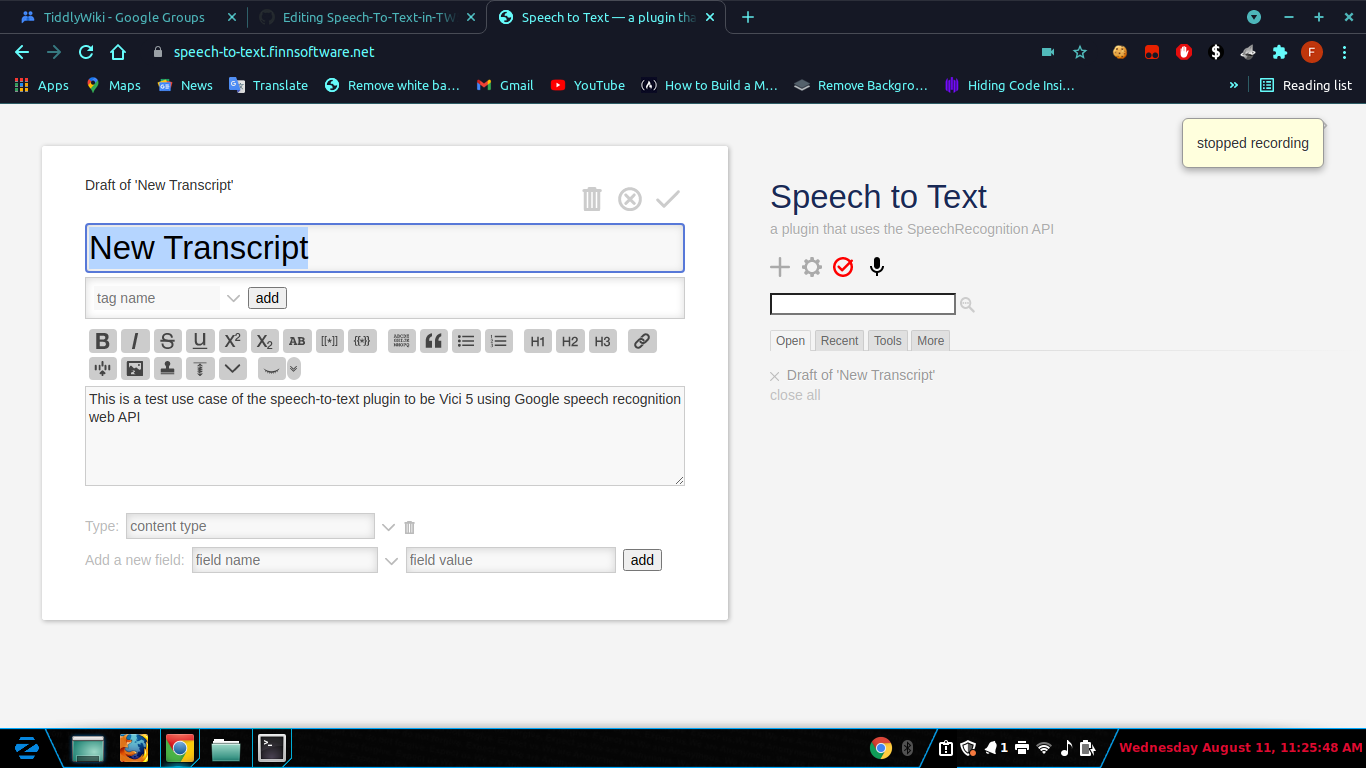 TiddlyWiki - Google Groups
Editing Speech-To-Text-in-TW
Speech to Text — a plugin tha
speech-to-text.finnsoftware.net
F
Apps
Maps
News
Translate
Remove white ba…
Gmail
YouTube
How to Build a M…
Remove Backgro…
Hiding Code Insi…
»
Reading list
stopped recording
Draft of 'New Transcript'
New Transcript
tag name
add
B I S U X² X₂ AB [[*]] {{*}} H1 H2 H3
This is a test use case of the speech-to-text plugin to be Vici 5 using Google speech recognition
web API
Type: content type
Add a new field: field name field value add
Speech to Text
a plugin that uses the SpeechRecognition API
Open Recent Tools More
Draft of 'New Transcript'
close all
1
Wednesday August 11, 11:25:48 AM